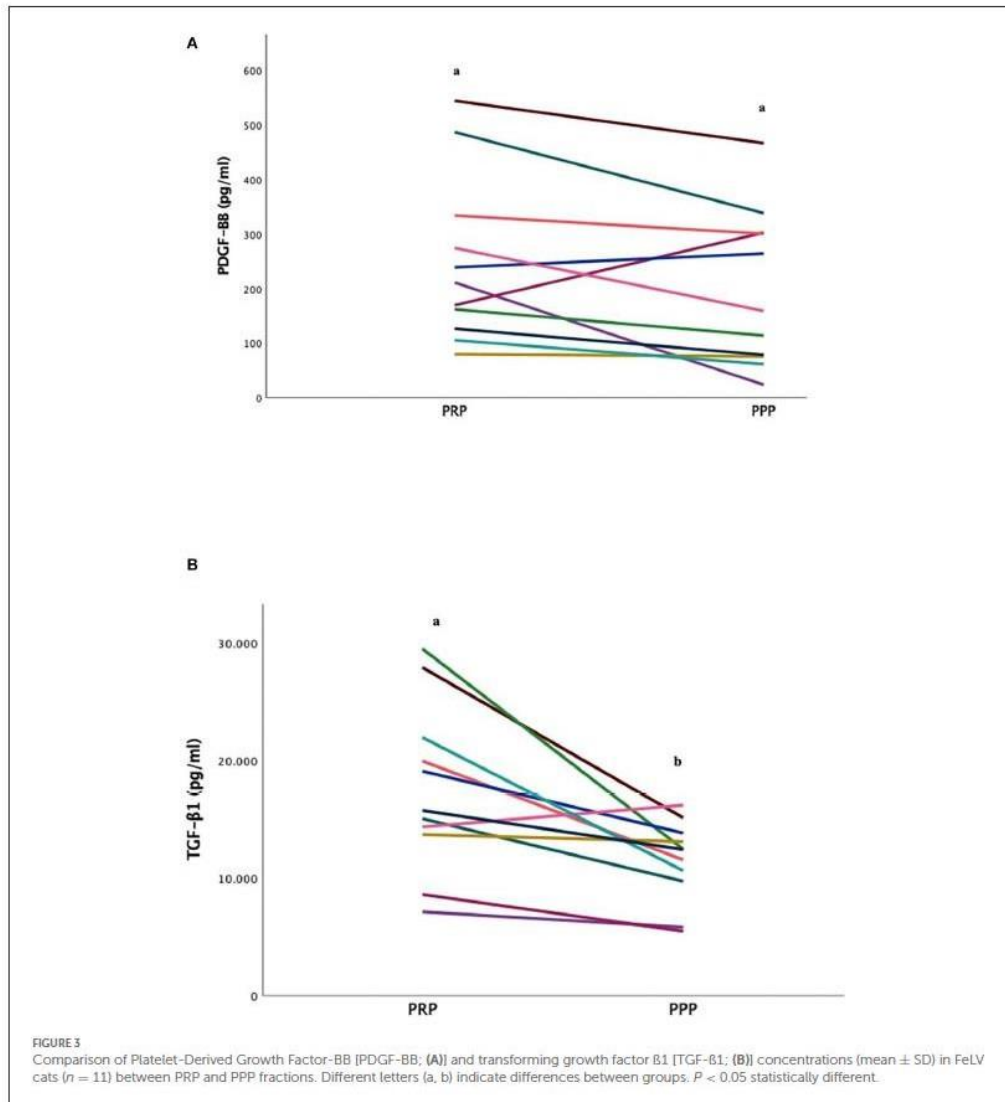 A
600
a
a
500
400
PDGF-BB (pg/ml)
300
200
100
0
PRP
PPP
B
a
30.000
b
20.000
TGF-β1 (pg/ml)
10.000
0
PRP
PPP
FIGURE 3
Comparison of Platelet-Derived Growth Factor-BB [PDGF-BB; (A)] and transforming growth factor ß1 [TGF-ß1; (B)] concentrations (mean ± SD) in FeLV
cats (n = 11) between PRP and PPP fractions. Different letters (a, b) indicate differences between groups. P < 0.05 statistically different.